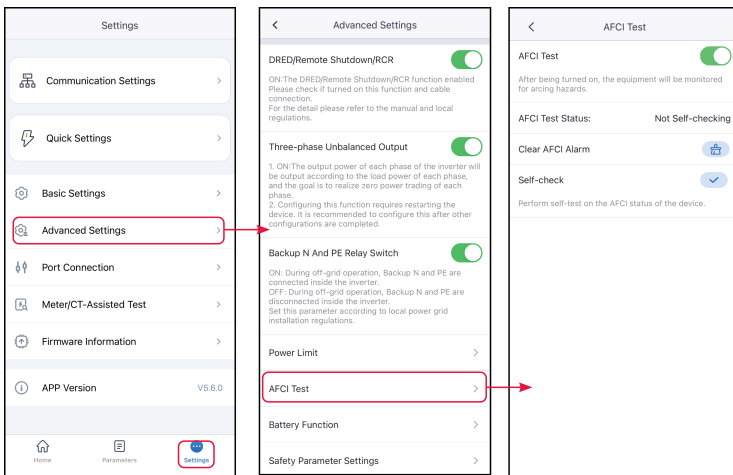 Settings
Communication Settings
Quick Settings
Basic Settings
Advanced Settings
Port Connection
Meter/CT-Assisted Test
Firmware Information
APP Version V5.6.0
Home Parameters Settings
Advanced Settings
DRED/Remote Shutdown/RCR
ON:The DRED/Remote Shutdown/RCR function enabled
Please check if turned on this function and cable
connection.
For the detail please refer to the manual and local
regulations.
Three-phase Unbalanced Output
1. ON:The output power of each phase of the inverter will
be output according to the load power of each phase,
and the goal is to realize zero power trading of each
phase.
2. Configuring this function requires restarting the
device. It is recommended to configure this after other
configurations are completed.
Backup N And PE Relay Switch
ON: During off-grid operation, Backup N and PE are
connected inside the inverter.
OFF: During off-grid operation, Backup N and PE are
disconnected inside the inverter.
Set this parameter according to local power grid
installation regulations.
Power Limit
AFCI Test
Battery Function
Safety Parameter Settings
AFCI Test
AFCI Test
After being turned on, the equipment will be monitored
for arcing hazards.
AFCI Test Status: Not Self-checking
Clear AFCI Alarm
Self-check
Perform self-test on the AFCI status of the device.